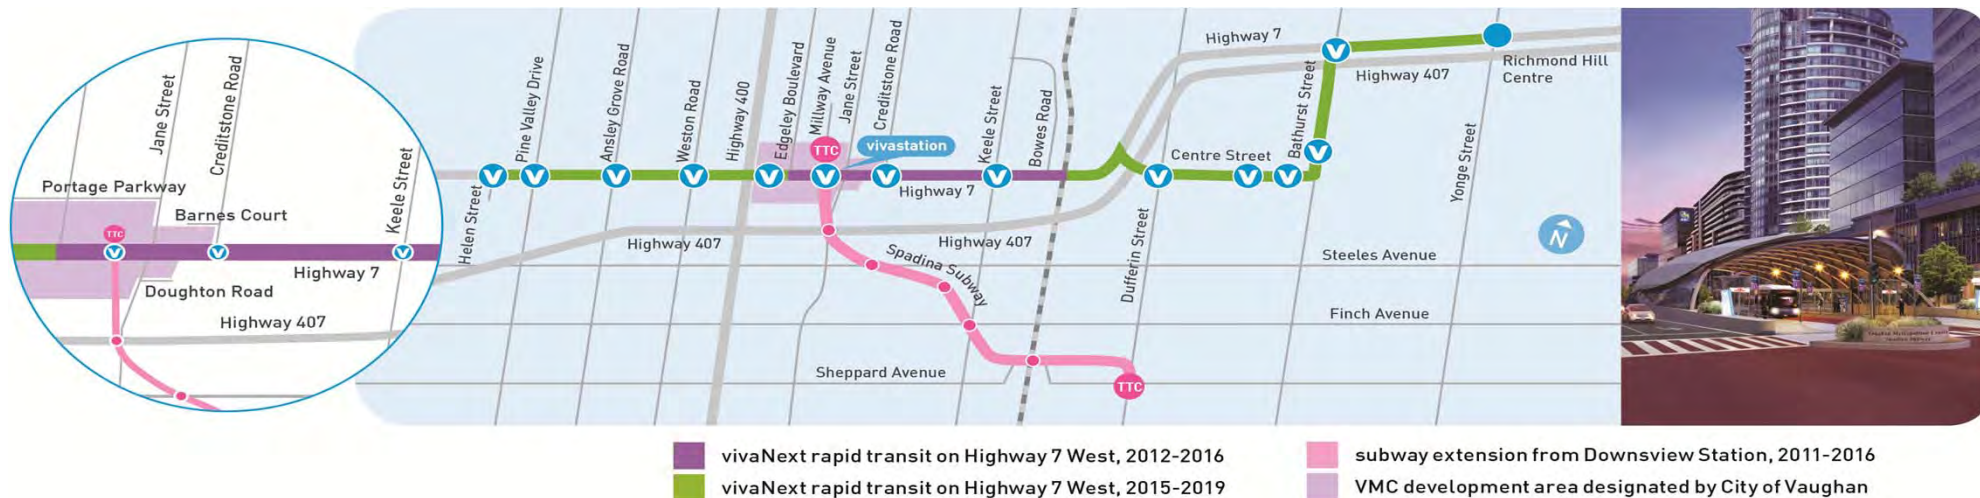 Portage Parkway
Jane Street
Creditstone Road
Barnes Court
Keele Street
TTC
V
V
V
Highway 7
Doughton Road
Highway 407
Helen Street
Pine Valley Drive
Ansley Grove Road
Weston Road
Highway 400
Edgeley Boulevard
Millway Avenue
Jane Street
Creditstone Road
Keele Street
Bowes Road
TTC
vivastation
V
V
V
V
V
V
V
V
Highway 7
Highway 407
Highway 407
Spadina Subway
Sheppard Avenue
TTC
Dufferin Street
V
Centre Street
V
V
V
V
Bathurst Street
Highway 7
Highway 407
Richmond Hill
Centre
Yonge Street
N
Steeles Avenue
Finch Avenue
vivaNext rapid transit on Highway 7 West, 2012-2016
vivaNext rapid transit on Highway 7 West, 2015-2019
subway extension from Downsview Station, 2011-2016
VMC development area designated by City of Vaughan